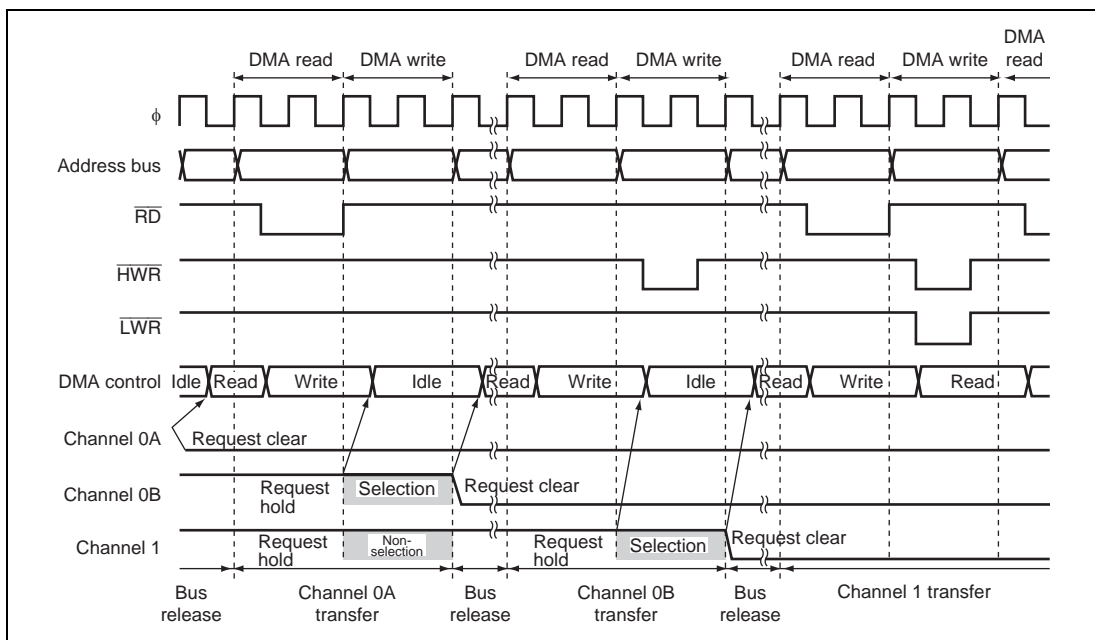 DMA read DMA write DMA read DMA write DMA read DMA write DMA read
φ
Address bus
RD
HWR
LWR
DMA control Idle Read Write Idle Read Write Idle Read Write Read
Channel 0A Request clear
Channel 0B Request hold Selection Request clear
Channel 1 Request hold Non-selection Request hold Selection Request clear
Bus release Channel 0A transfer Bus release Channel 0B transfer Bus release Channel 1 transfer